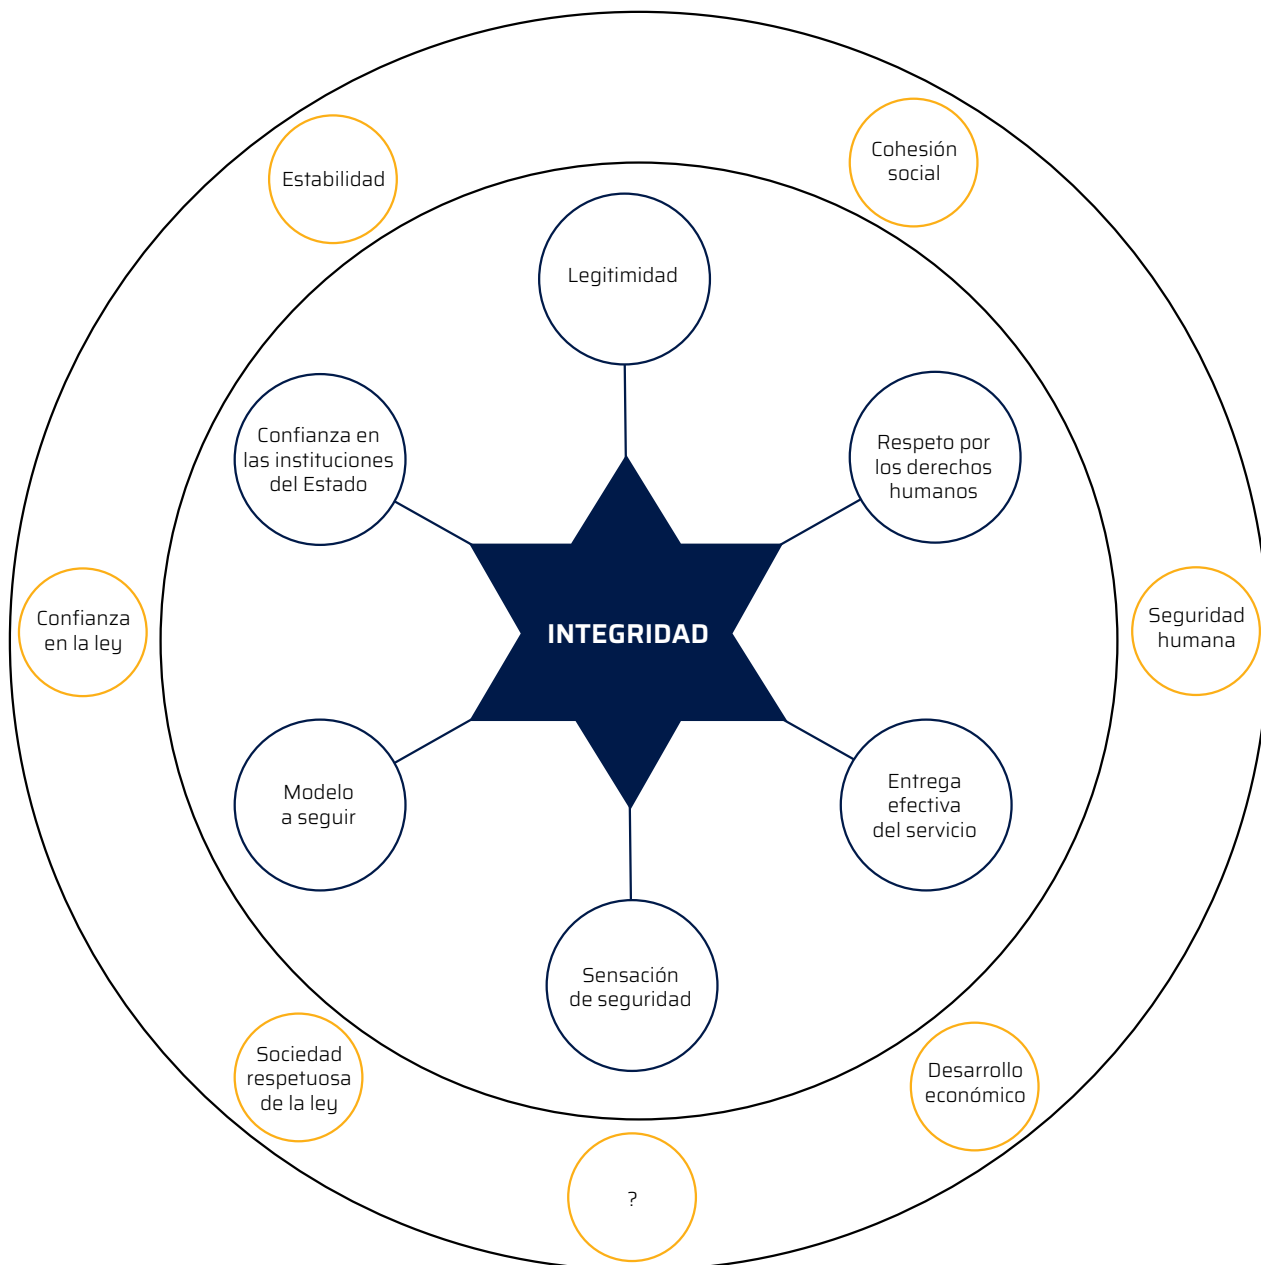 Estabilidad
Cohesión
social
Legitimidad
Confianza en
las instituciones
del Estado
Respeto por
los derechos
humanos
Confianza
en la ley
INTEGRIDAD
Seguridad
humana
Modelo
a seguir
Entrega
efectiva
del servicio
Sensación
de seguridad
Sociedad
respetuosa
de la ley
Desarrollo
económico
?